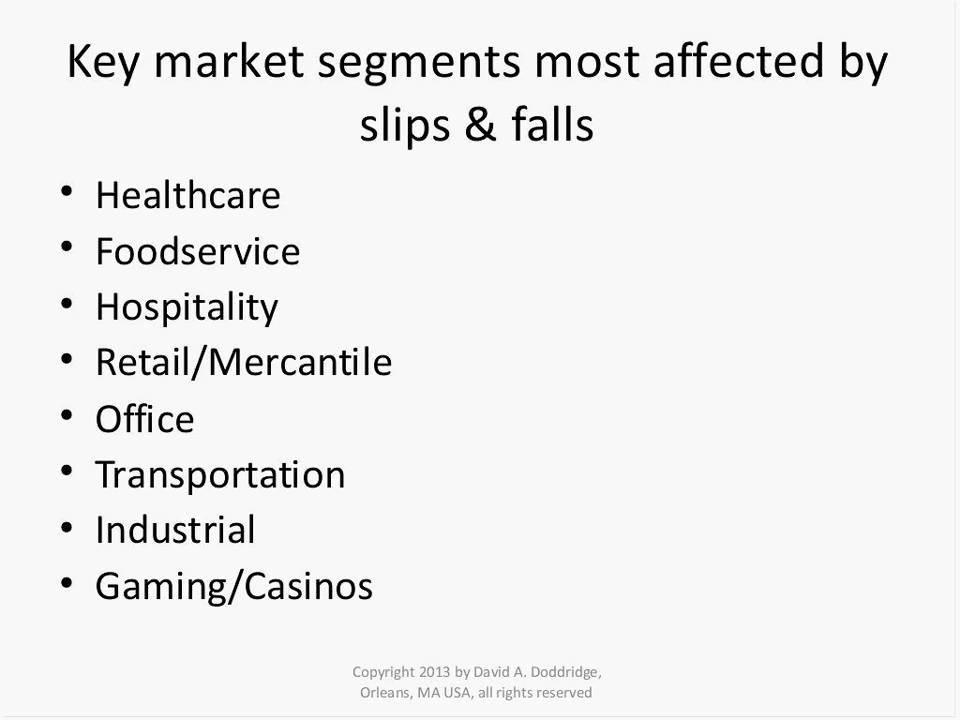 Key market segments most affected by
slips & falls
• Healthcare
• Foodservice
• Hospitality
• Retail/Mercantile
• Office
• Transportation
• Industrial
• Gaming/Casinos
Copyright 2013 by David A. Doddridge,
Orleans, MA USA, all rights reserved